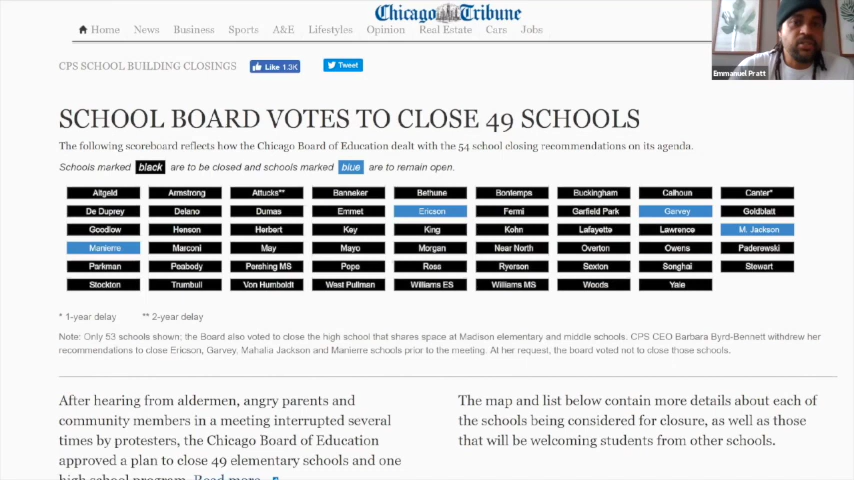 Chicago Tribune
Home News Business Sports A&E Lifestyles Opinion Real Estate Cars Jobs
Emmanuel Pratt
CPS SCHOOL BUILDING CLOSINGS Like 1.3K Tweet
SCHOOL BOARD VOTES TO CLOSE 49 SCHOOLS
The following scoreboard reflects how the Chicago Board of Education dealt with the 54 school closing recommendations on its agenda.
Schools marked black are to be closed and schools marked blue are to remain open.
Altgeld Armstrong Attucks** Banneker Bethune Bontemps Buckingham Calhoun Canter*
De Duprey Delano Dumas Emmet Ericson Fermi Garfield Park Garvey Goldblatt
Goodlow Henson Herbert Key King Kohn Lafayette Lawrence M. Jackson
Manierre Marconi May Mayo Morgan Near North Overton Owens Paderewski
Parkman Peabody Pershing MS Pope Ross Ryerson Sexton Songhai Stewart
Stockton Trumbull Von Humboldt West Pullman Williams ES Williams MS Woods Yale
* 1-year delay ** 2-year delay
Note: Only 53 schools shown; the Board also voted to close the high school that shares space at Madison elementary and middle schools. CPS CEO Barbara Byrd-Bennett withdrew her
recommendations to close Ericson, Garvey, Mahalia Jackson and Manierre schools prior to the meeting. At her request, the board voted not to close those schools.
After hearing from aldermen, angry parents and
community members in a meeting interrupted several
times by protesters, the Chicago Board of Education
approved a plan to close 49 elementary schools and one
high school program. Read more
The map and list below contain more details about each of
the schools being considered for closure, as well as those
that will be welcoming students from other schools.